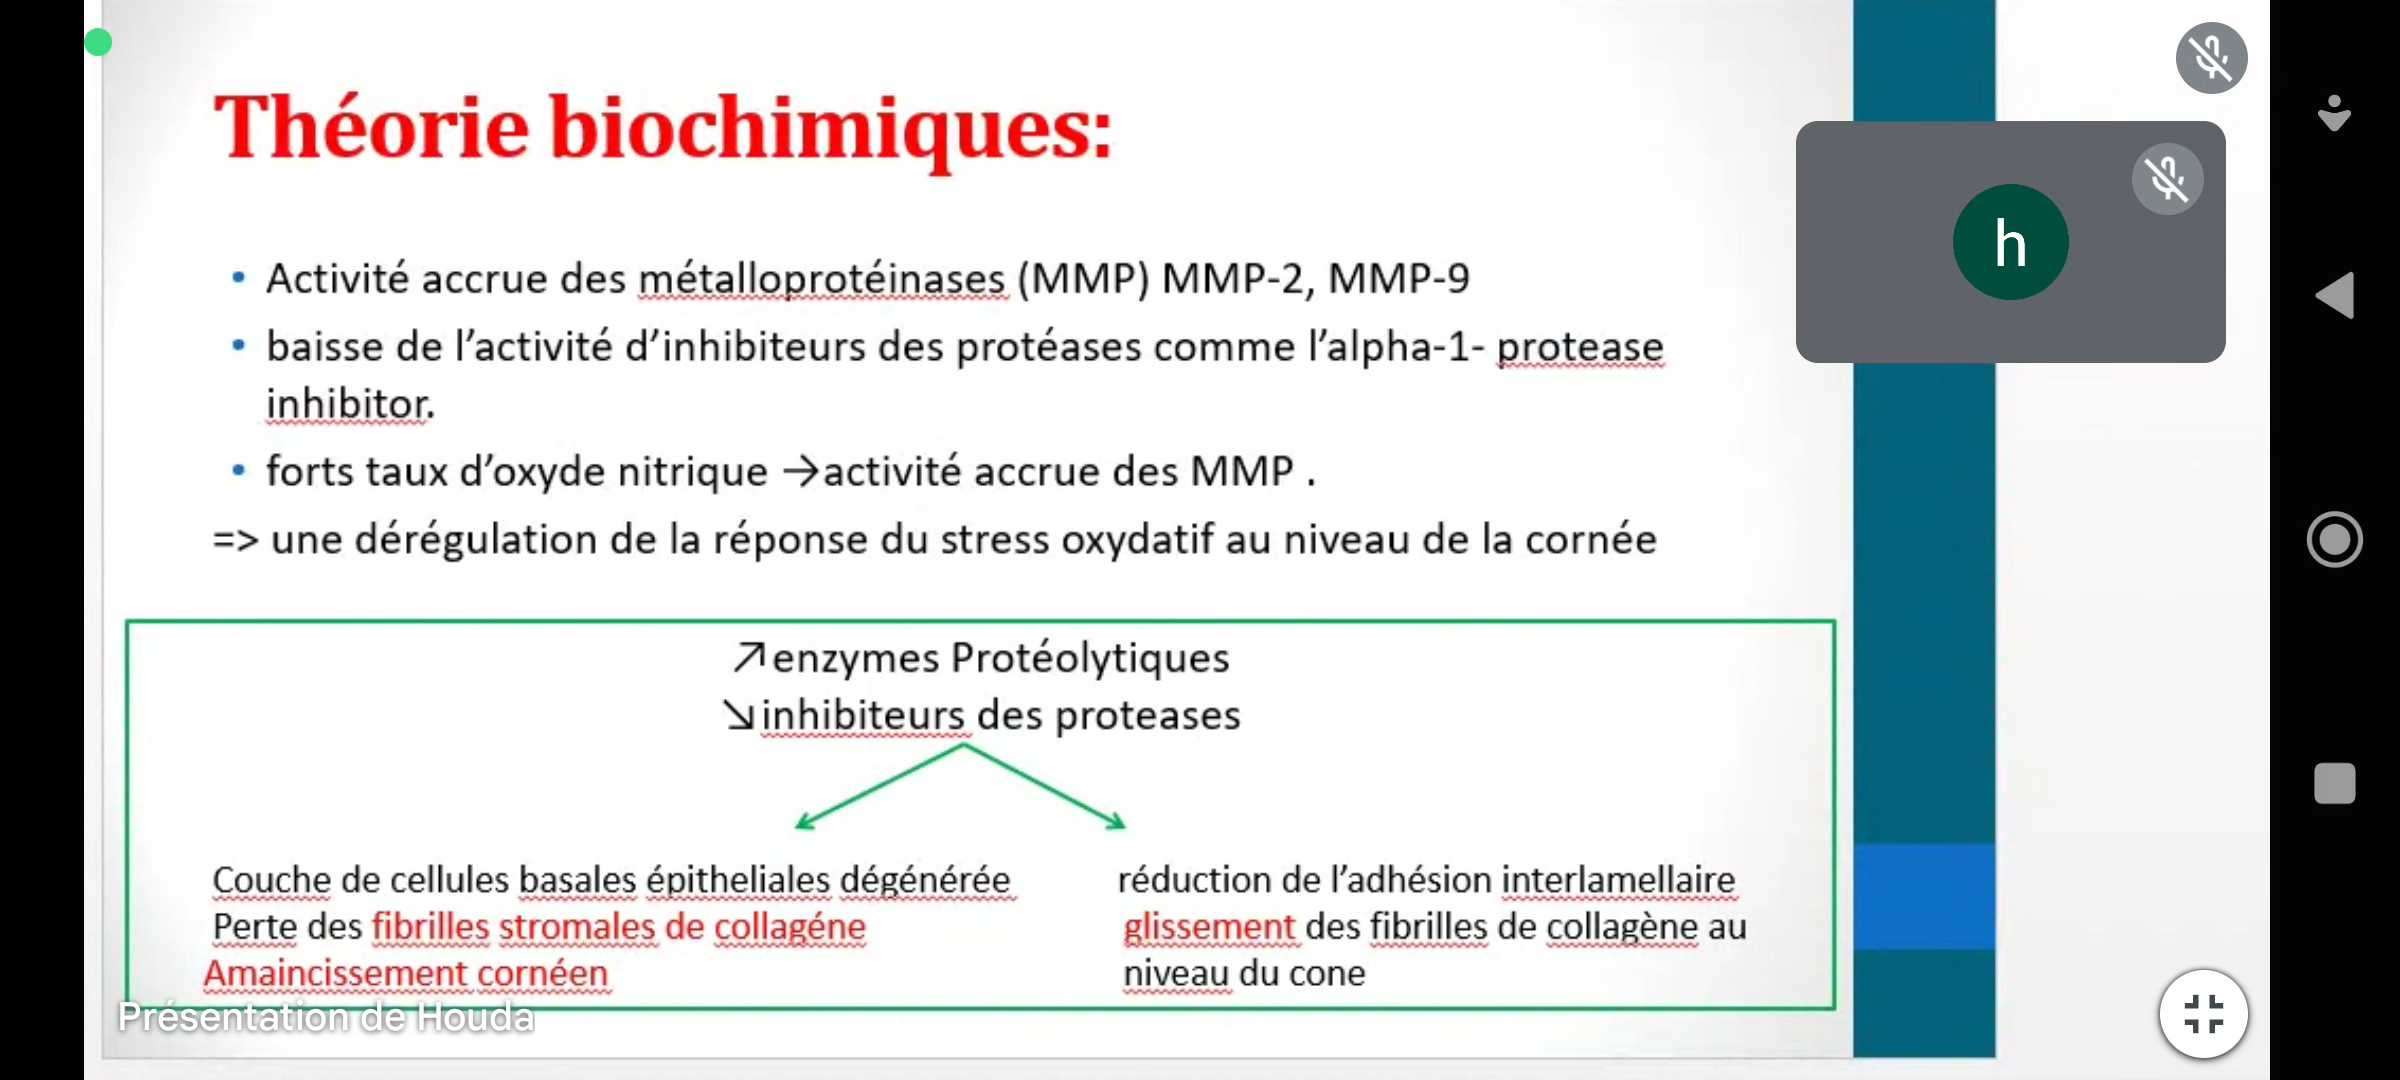 Théorie biochimiques:
• Activité accrue des métalloprotéinases (MMP) MMP-2, MMP-9
• baisse de l’activité d’inhibiteurs des protéases comme l’alpha-1- protease
inhibitor.
• forts taux d’oxyde nitrique →activité accrue des MMP .
=> une dérégulation de la réponse du stress oxydatif au niveau de la cornée
↗enzymes Protéolytiques
↘inhibiteurs des proteases
Couche de cellules basales épitheliales dégénérée
Perte des fibrilles stromales de collagéne
Amaincissement cornéen
réduction de l’adhésion interlamellaire
glissement des fibrilles de collagène au
niveau du cone
Présentation de Houda
h